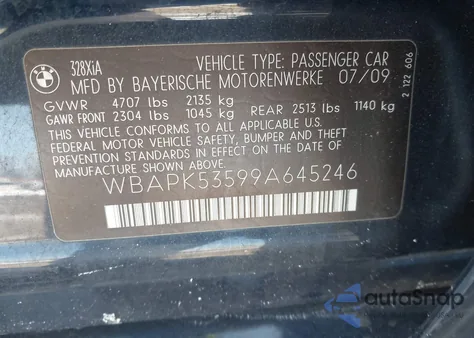 BMW
328XiA
VEHICLE TYPE: PASSENGER CAR
MFD BY BAYERISCHE MOTORENWERKE 07/09
GVWR 4707 lbs 2135 kg
GAWR FRONT 2304 lbs 1045 kg REAR 2513 lbs 1140 kg
THIS VEHICLE CONFORMS TO ALL APPLICABLE U.S.
FEDERAL MOTOR VEHICLE SAFETY, BUMPER AND THEFT
PREVENTION STANDARDS IN EFFECT ON THE DATE OF
MANUFACTURE SHOWN ABOVE.
WBAPK53599A645246
2 122 606
autoSnap